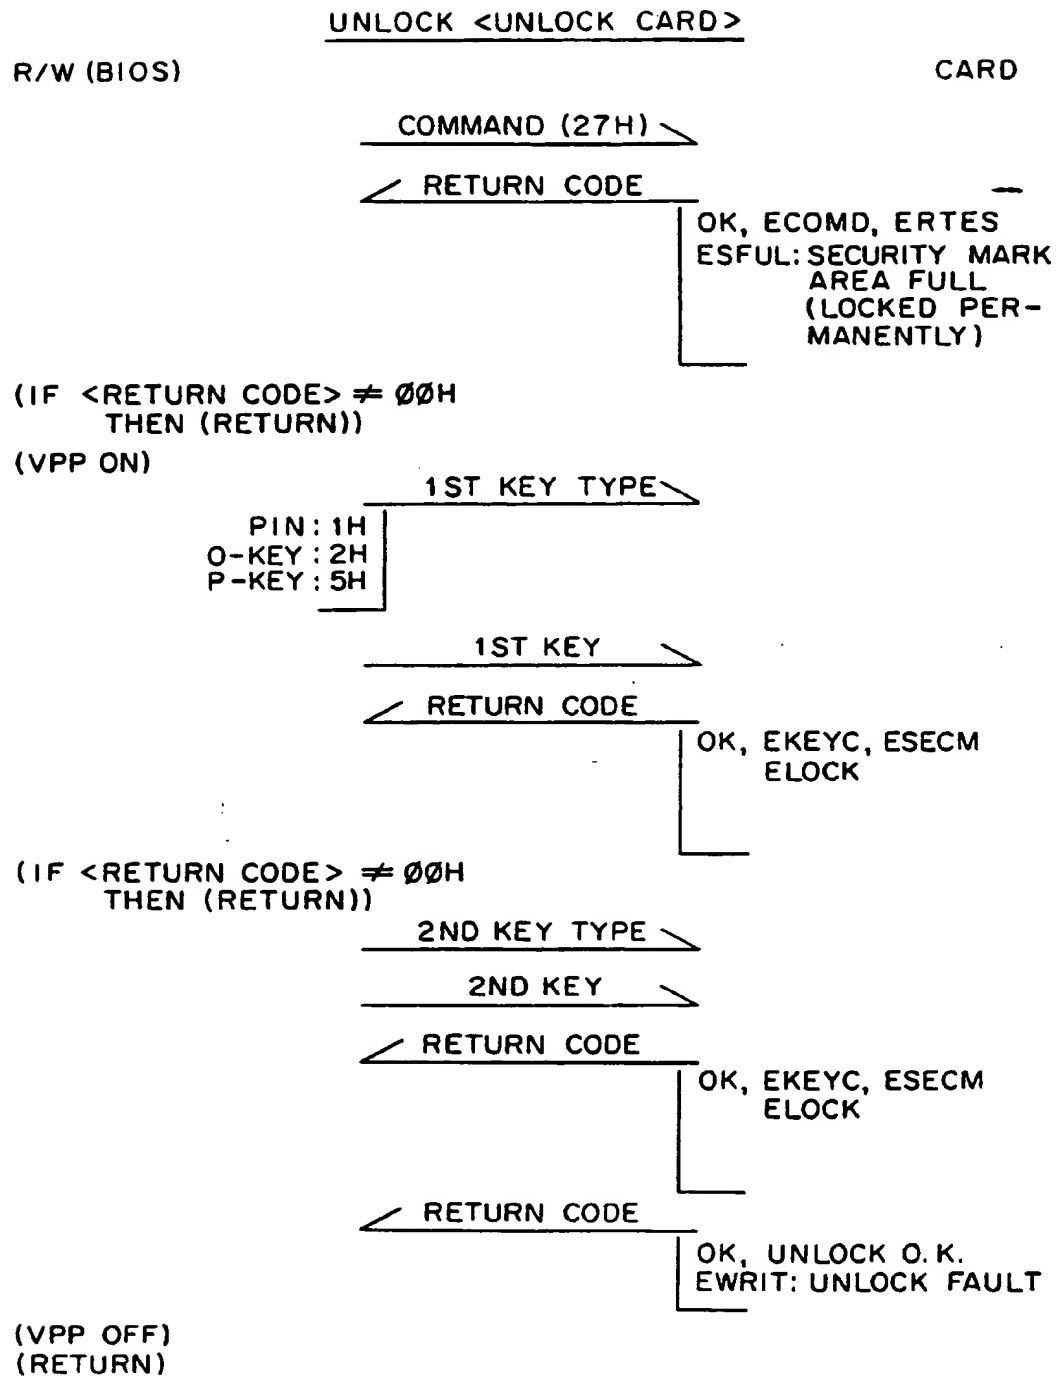 UNLOCK <UNLOCK CARD>
R/W (BIOS) CARD
COMMAND (27H)
RETURN CODE
OK, ECOMD, ERTES
ESFUL: SECURITY MARK
AREA FULL
(LOCKED PER-
MANENTLY)
(IF <RETURN CODE> ≠ ØØH
THEN (RETURN))
(VPP ON)
1ST KEY TYPE
PIN : 1H
O-KEY : 2H
P-KEY : 5H
1ST KEY
RETURN CODE
OK, EKEYC, ESECM
ELOCK
(IF <RETURN CODE> ≠ ØØH
THEN (RETURN))
2ND KEY TYPE
2ND KEY
RETURN CODE
OK, EKEYC, ESECM
ELOCK
RETURN CODE
OK, UNLOCK O.K.
EWRIT: UNLOCK FAULT
(VPP OFF)
(RETURN)